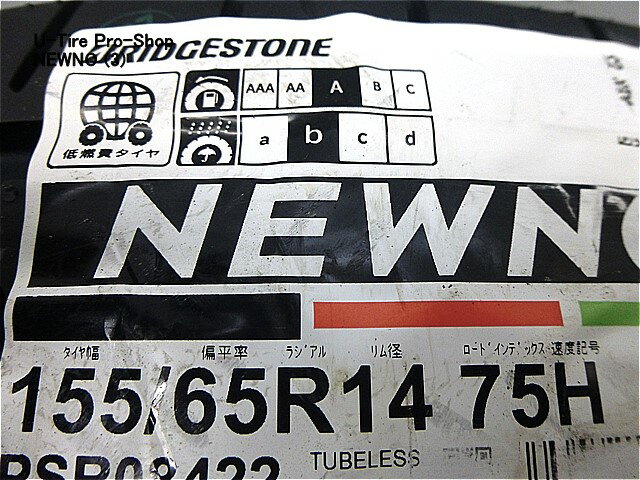 U-Tire Pro-Shop
NEWNO (3)
BRIDGESTONE
AAA AA A B C
a b c d
低燃費タイヤ
NEWNO
タイヤ幅 偏平率 ラジアル リム径 ロードインデックス 速度記号
155/65R14 75H
PSR08422 TUBELESS